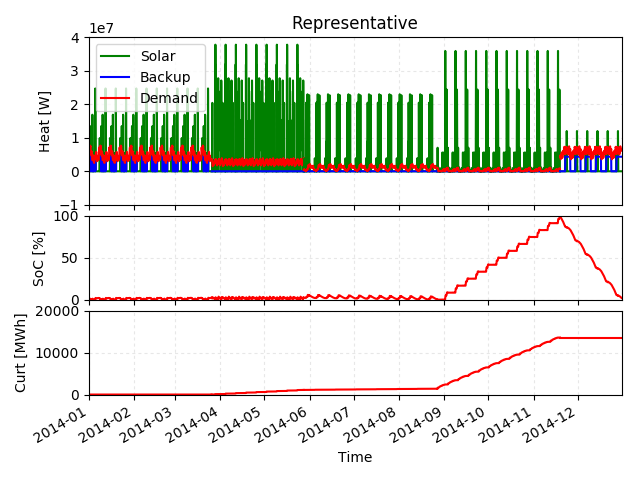 Representative
1e7
4
3
2
1
0
−1
Heat [W]
Solar
Backup
Demand
100
50
0
SoC [%]
20000
10000
0
Curt [MWh]
2014-01
2014-02
2014-03
2014-04
2014-05
2014-06
2014-07
2014-08
2014-09
2014-10
2014-11
2014-12
Time